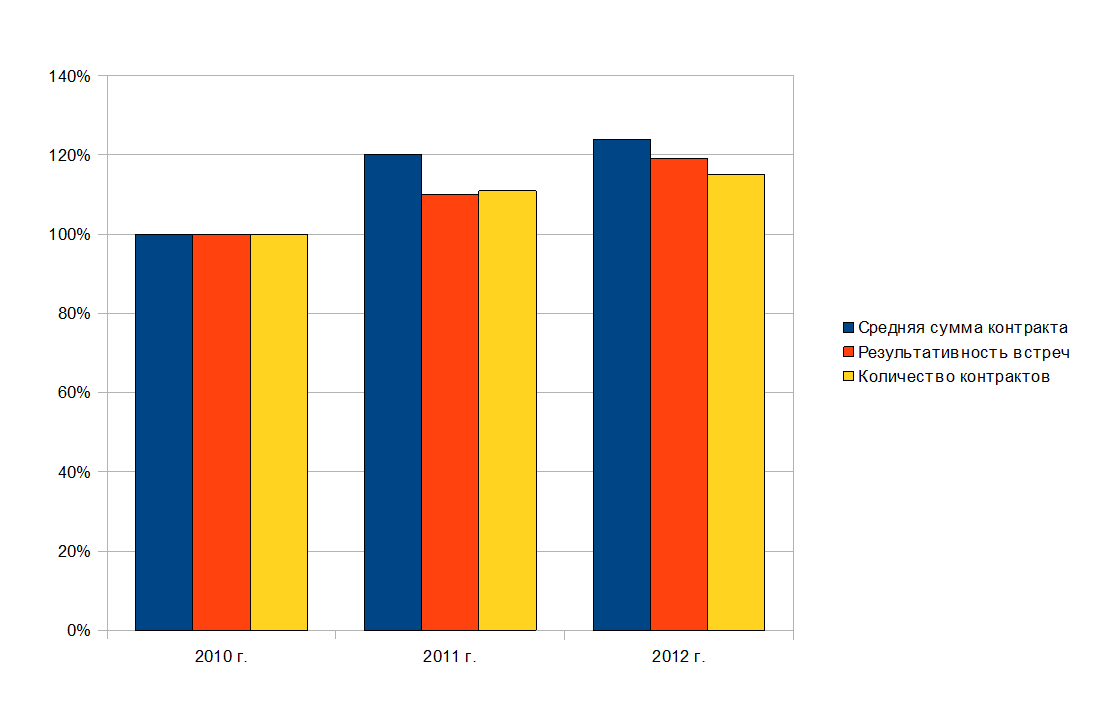 140%
120%
100%
80%
60%
40%
20%
0%
2010 г.
2011 г.
2012 г.
Средняя сумма контракта
Результативность встреч
Количество контрактов